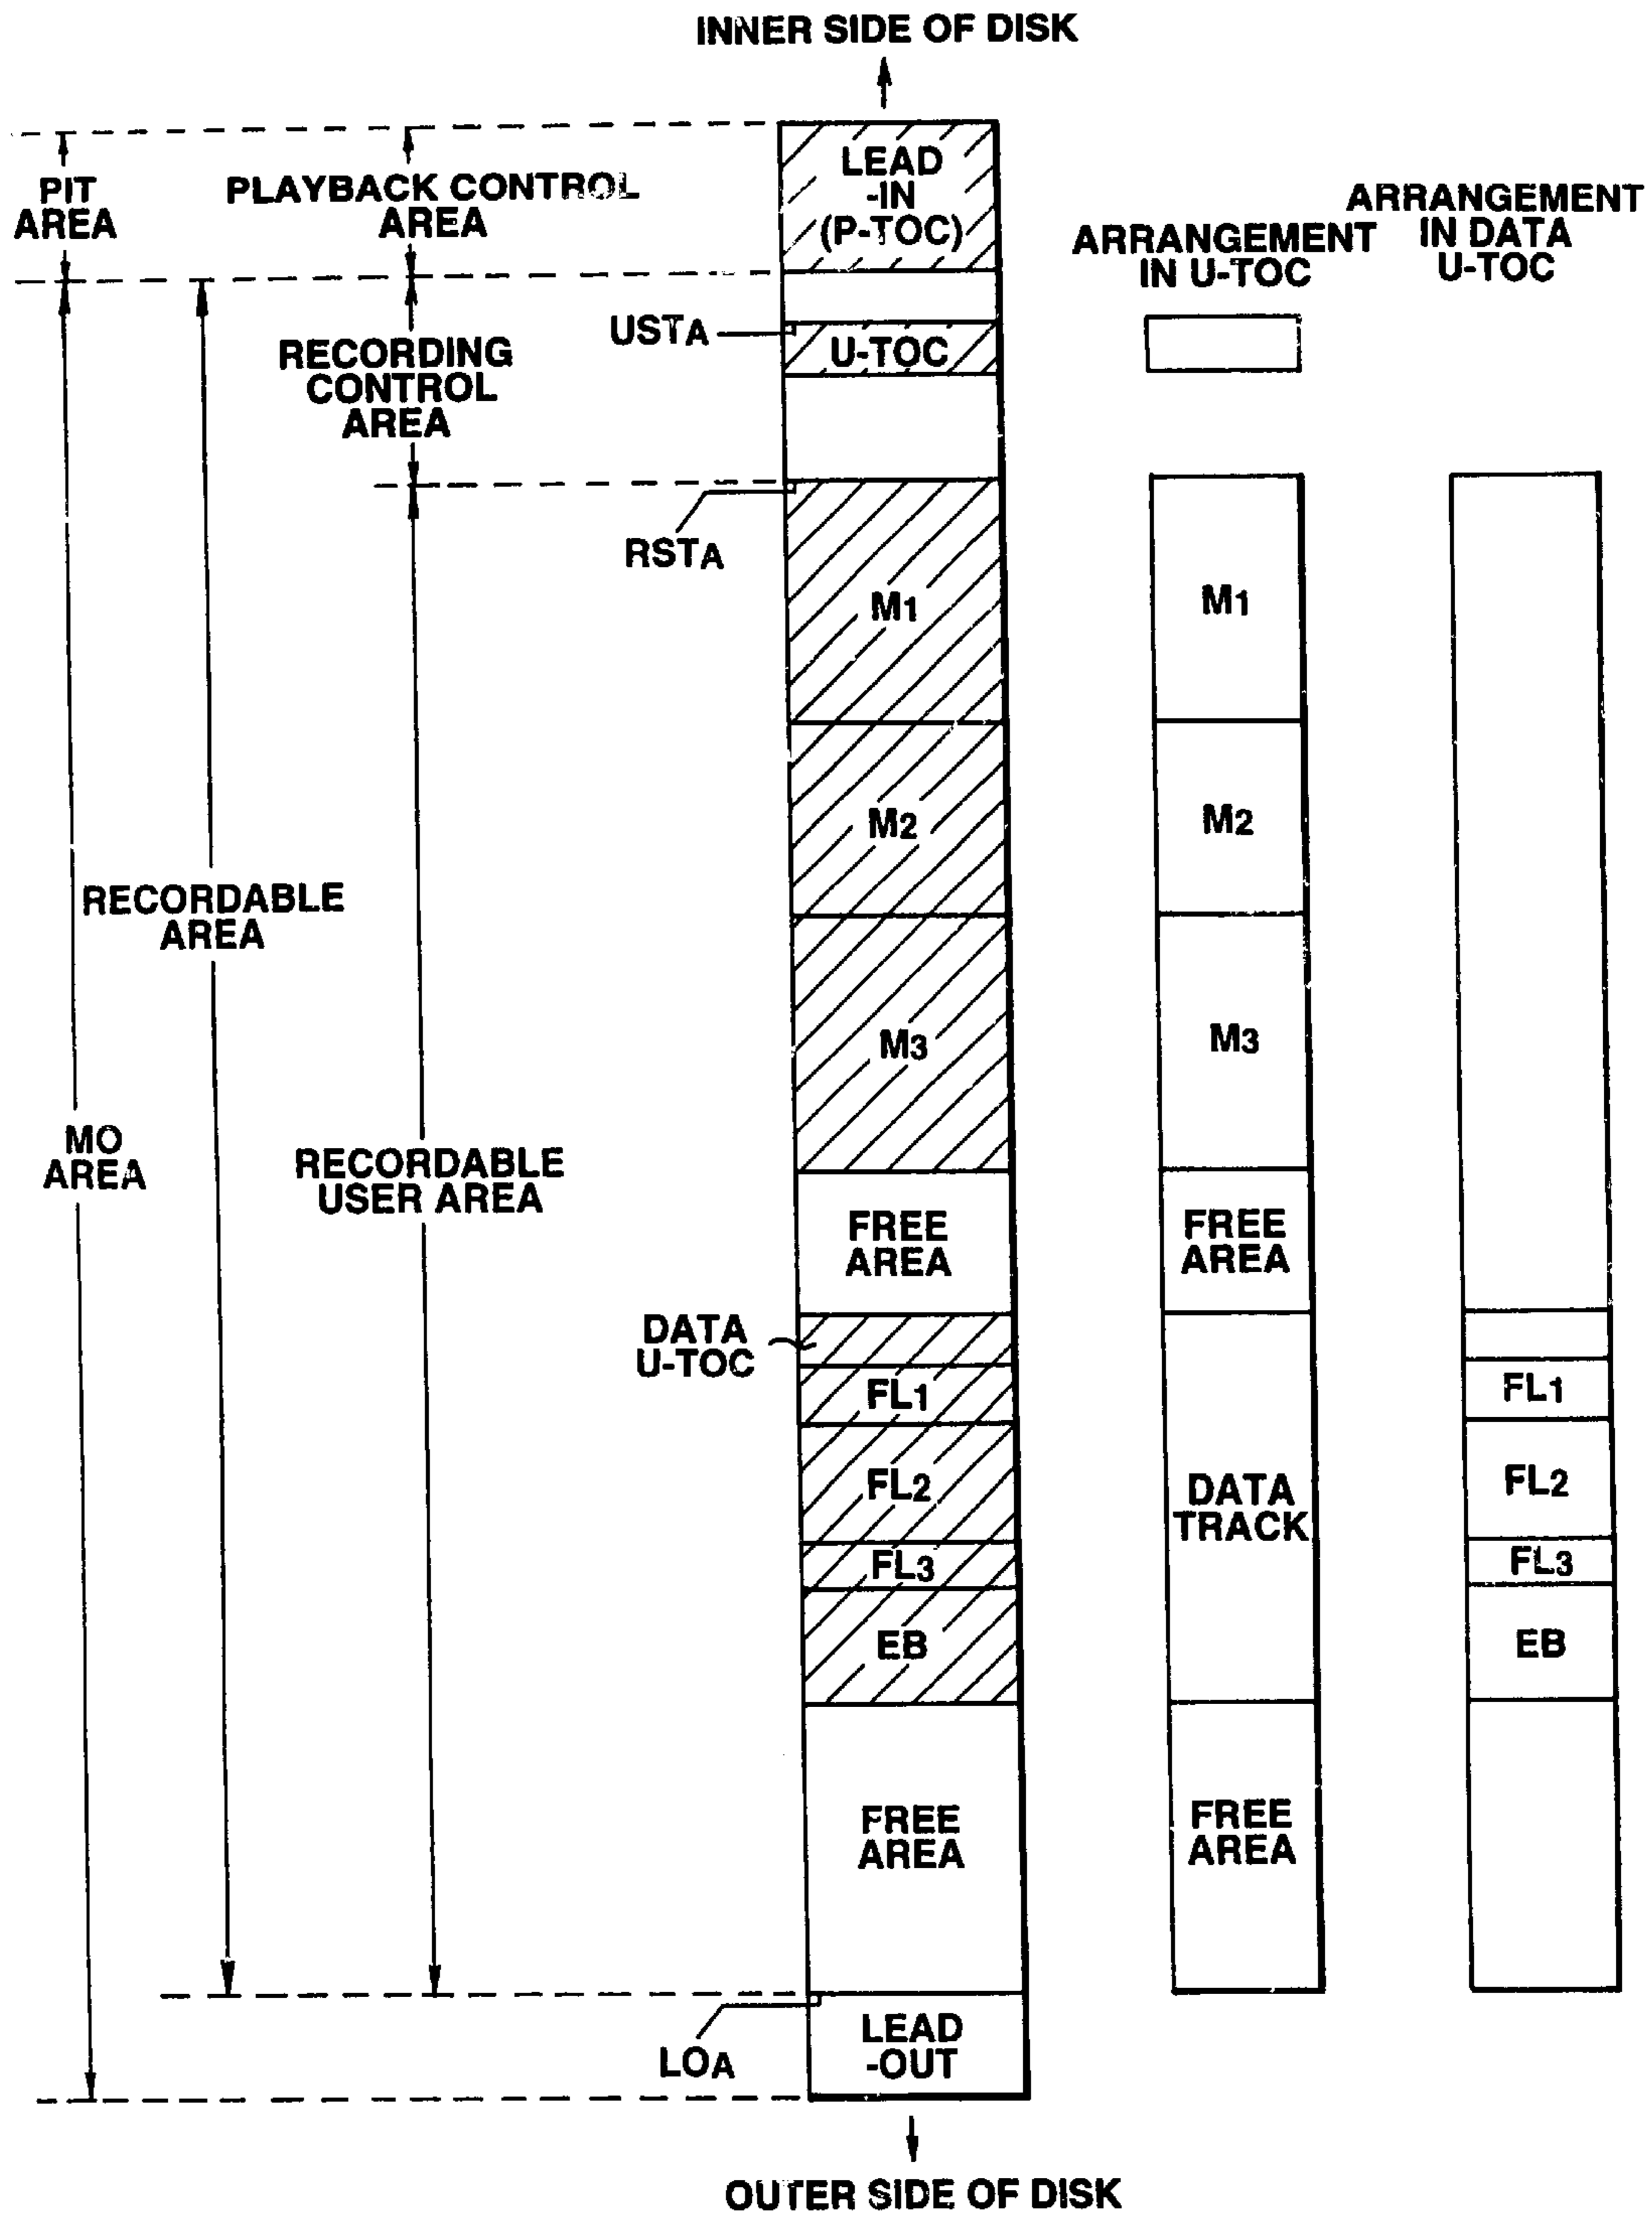 INNER SIDE OF DISK
PIT
AREA
PLAYBACK CONTROL
AREA
LEAD
-IN
(P-TOC)
ARRANGEMENT
IN U-TOC
ARRANGEMENT
IN DATA
U-TOC
RECORDING
CONTROL
AREA
USTA
U-TOC
RSTA
M1
M1
M2
M2
RECORDABLE
AREA
M3
M3
MO
AREA
RECORDABLE
USER AREA
FREE
AREA
FREE
AREA
DATA
U-TOC
FL1
FL1
FL2
FL2
DATA
TRACK
FL3
FL3
EB
EB
FREE
AREA
FREE
AREA
LOA
LEAD
-OUT
OUTER SIDE OF DISK